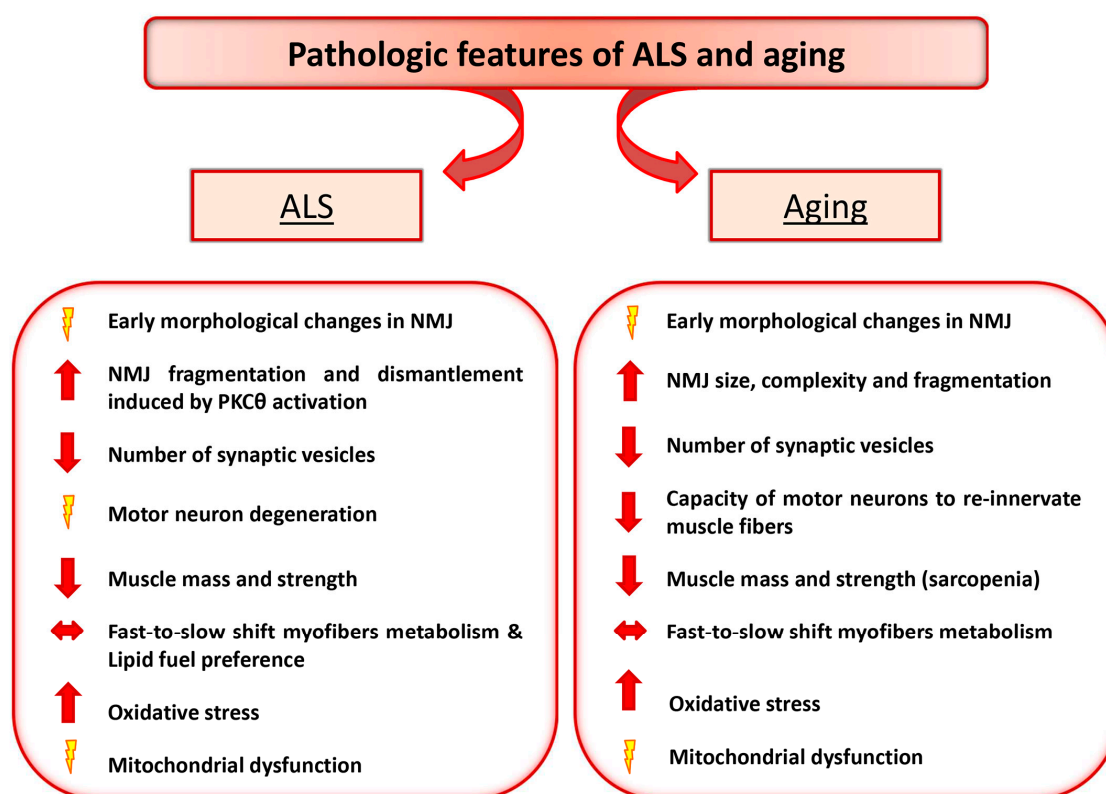 Pathologic features of ALS and aging
ALS
Early morphological changes in NMJ
NMJ fragmentation and dismantlement
induced by PKCθ activation
Number of synaptic vesicles
Motor neuron degeneration
Muscle mass and strength
Fast-to-slow shift myofibers metabolism &
Lipid fuel preference
Oxidative stress
Mitochondrial dysfunction
Aging
Early morphological changes in NMJ
NMJ size, complexity and fragmentation
Number of synaptic vesicles
Capacity of motor neurons to re-innervate
muscle fibers
Muscle mass and strength (sarcopenia)
Fast-to-slow shift myofibers metabolism
Oxidative stress
Mitochondrial dysfunction